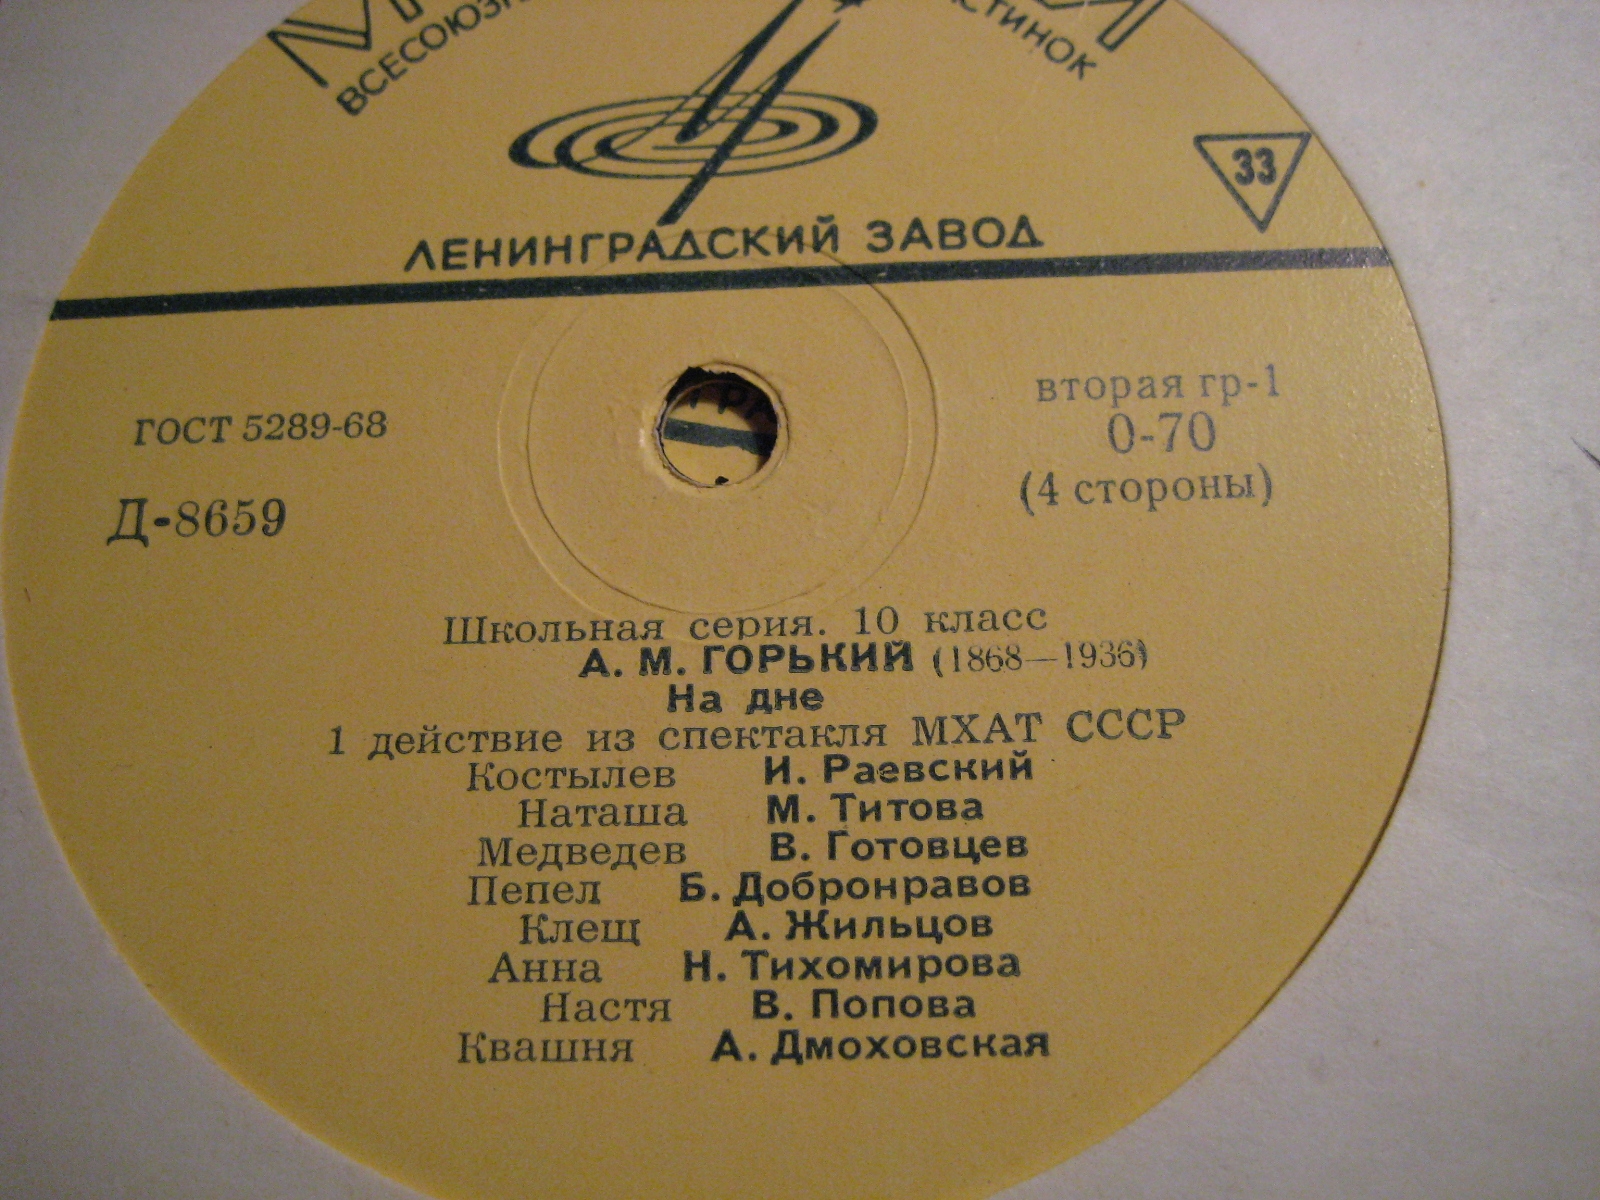 ЛЕНИНГРАДСКИЙ ЗАВОД
33
ГОСТ 5289-68
Д-8659
вторая гр-1
0-70
(4 стороны)
Школьная серия. 10 класс
А. М. ГОРЬКИЙ (1868—1936)
На дне
1 действие из спектакля МХАТ СССР
Костылев И. Раевский
Наташа М. Титова
Медведев В. Готовцев
Пепел Б. Добронравов
Клещ А. Жильцов
Анна Н. Тихомирова
Настя В. Попова
Квашня А. Дмоховская